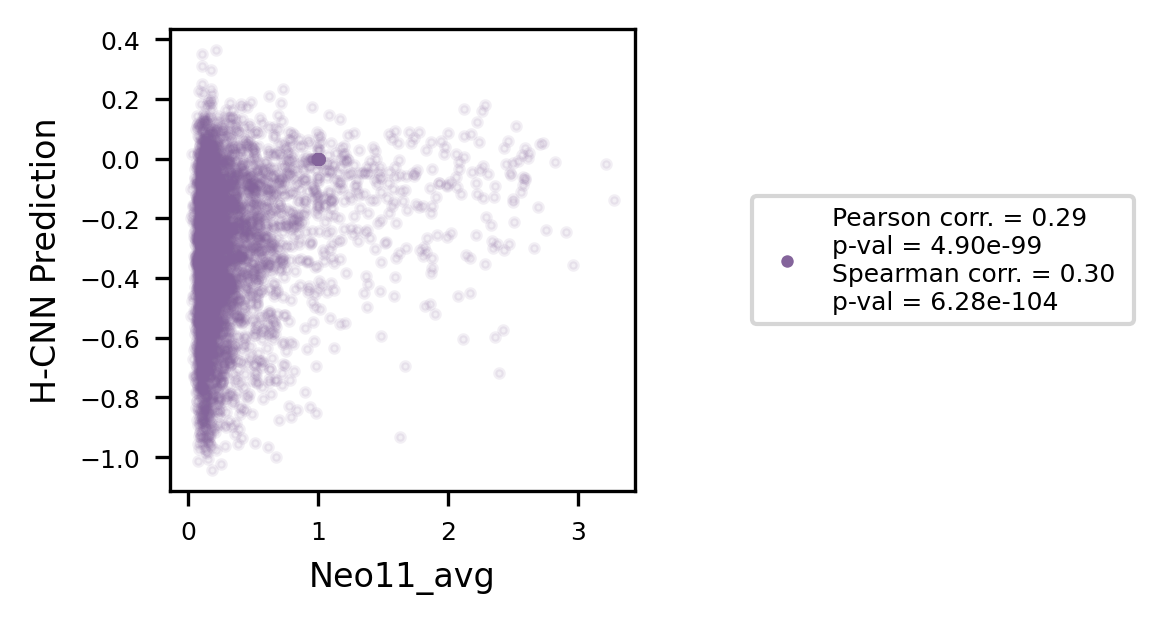 0.4
0.2
0.0
−0.2
−0.4
−0.6
−0.8
−1.0
H-CNN Prediction
0
1
2
3
Neo11_avg
Pearson corr. = 0.29
p-val = 4.90e-99
Spearman corr. = 0.30
p-val = 6.28e-104